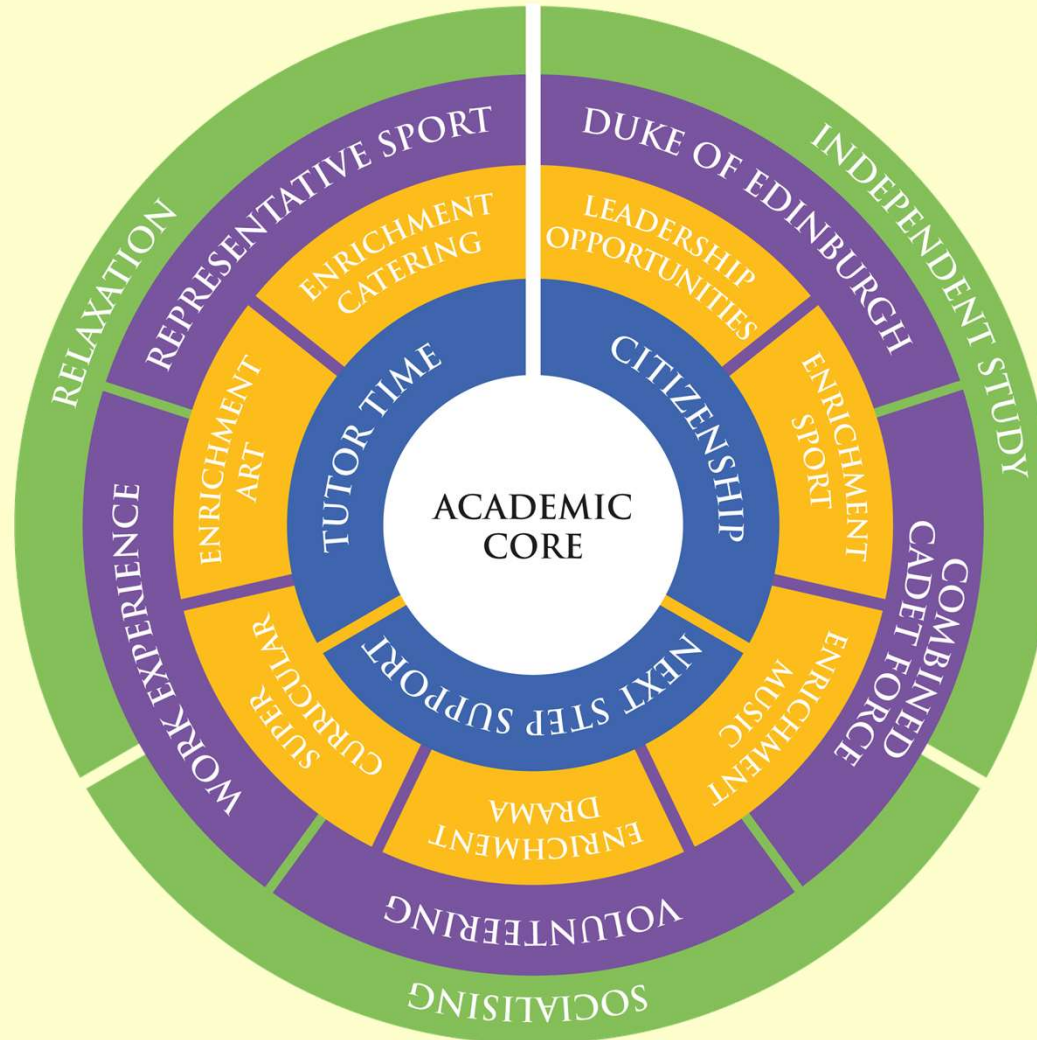 ACADEMIC
CORE
CITIZENSHIP
NEXT STEP SUPPORT
TUTOR TIME
LEADERSHIP
OPPORTUNITIES
ENRICHMENT
SPORT
ENRICHMENT
MUSIC
ENRICHMENT
DRAMA
SUPER
CURRICULAR
ENRICHMENT
ART
ENRICHMENT
CATERING
DUKE OF EDINBURGH
COMBINED
CADET FORCE
VOLUNTEERING
WORK EXPERIENCE
REPRESENTATIVE SPORT
INDEPENDENT STUDY
SOCIALISING
RELAXATION